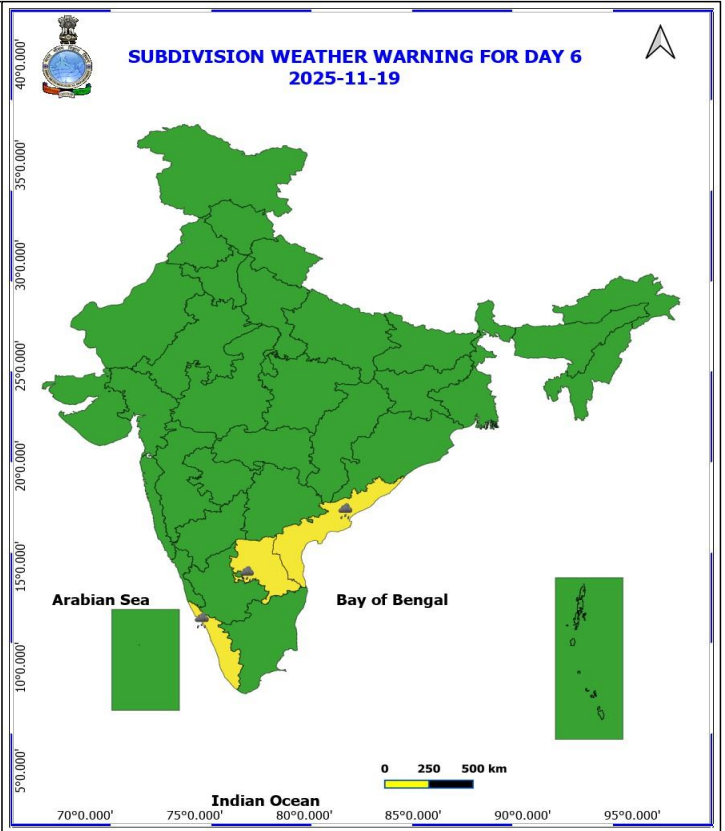 SUBDIVISION WEATHER WARNING FOR DAY 6
2025-11-19
40°0.000'
35°0.000'
30°0.000'
25°0.000'
20°0.000'
15°0.000'
10°0.000'
5°0.000'
Arabian Sea
Bay of Bengal
0 250 500 km
Indian Ocean
70°0.000' 75°0.000' 80°0.000' 85°0.000' 90°0.000' 95°0.000'